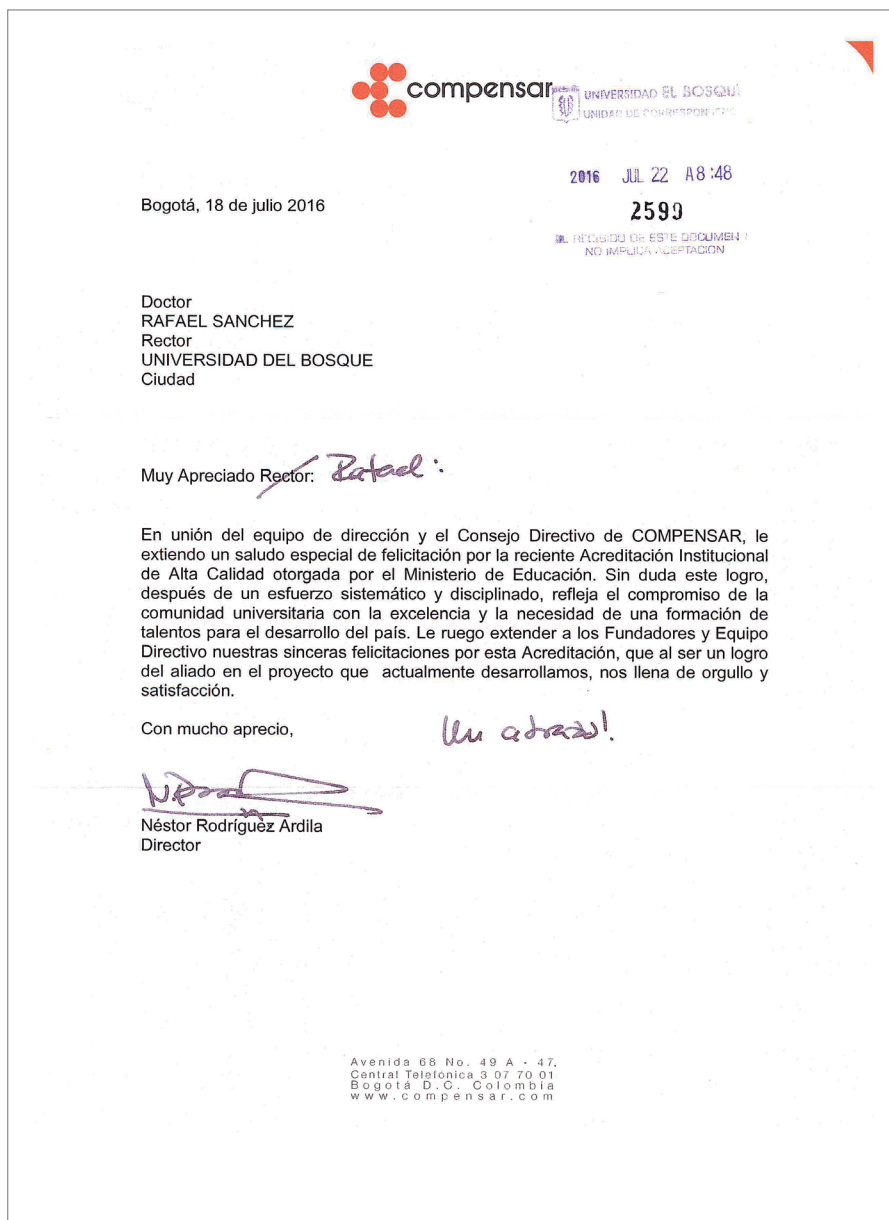 compensar
UNIVERSIDAD EL BOSQUE
UNIDAD DE
2016 JUL 22 A8:48
Bogotá, 18 de julio 2016
2599
EL RECIBIDO DE ESTE DOCUMEN
NO IMPLICA ACEPTACION
Doctor
RAFAEL SANCHEZ
Rector
UNIVERSIDAD DEL BOSQUE
Ciudad
Muy Apreciado Rector: Rafael:
En unión del equipo de dirección y el Consejo Directivo de COMPENSAR, le
extiendo un saludo especial de felicitación por la reciente Acreditación Institucional
de Alta Calidad otorgada por el Ministerio de Educación. Sin duda este logro,
después de un esfuerzo sistemático y disciplinado, refleja el compromiso de la
comunidad universitaria con la excelencia y la necesidad de una formación de
talentos para el desarrollo del país. Le ruego extender a los Fundadores y Equipo
Directivo nuestras sinceras felicitaciones por esta Acreditación, que al ser un logro
del aliado en el proyecto que actualmente desarrollamos, nos llena de orgullo y
satisfacción.
Con mucho aprecio, Un abrazo!
Néstor Rodríguez Ardila
Director
Avenida 68 No. 49 A - 47,
Central Telefónica 3 07 70 01
Bogotá D.C. Colombia
www.compensar.com